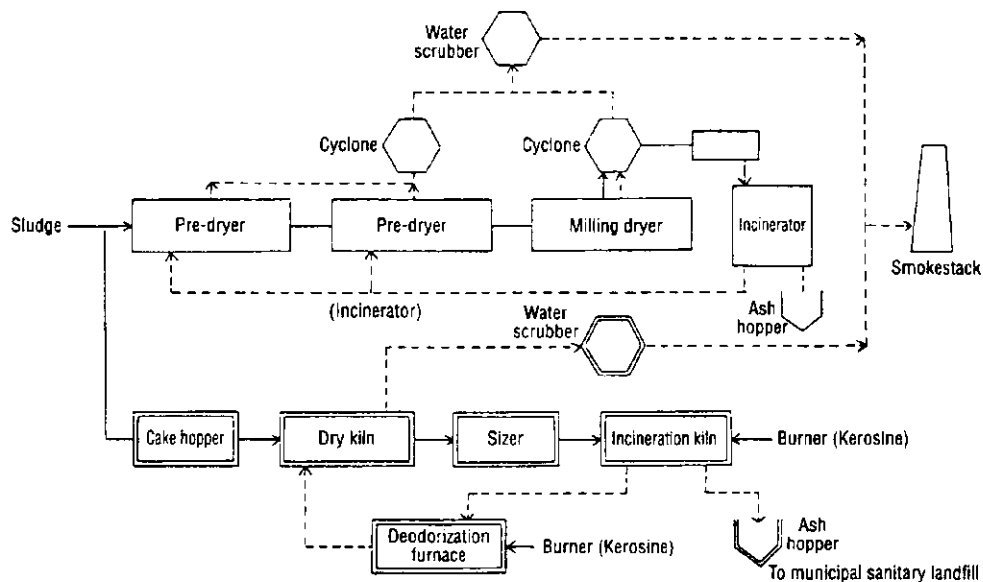 Water
scrubber
Cyclone
Cyclone
Sludge
Pre-dryer
Pre-dryer
Milling dryer
Incinerator
Smokestack
(Incinerator)
Ash
hopper
Water
scrubber
Cake hopper
Dry kiln
Sizer
Incineration kiln
Burner (Kerosine)
Deodorization
furnace
Burner (Kerosine)
Ash
hopper
To municipal sanitary landfill